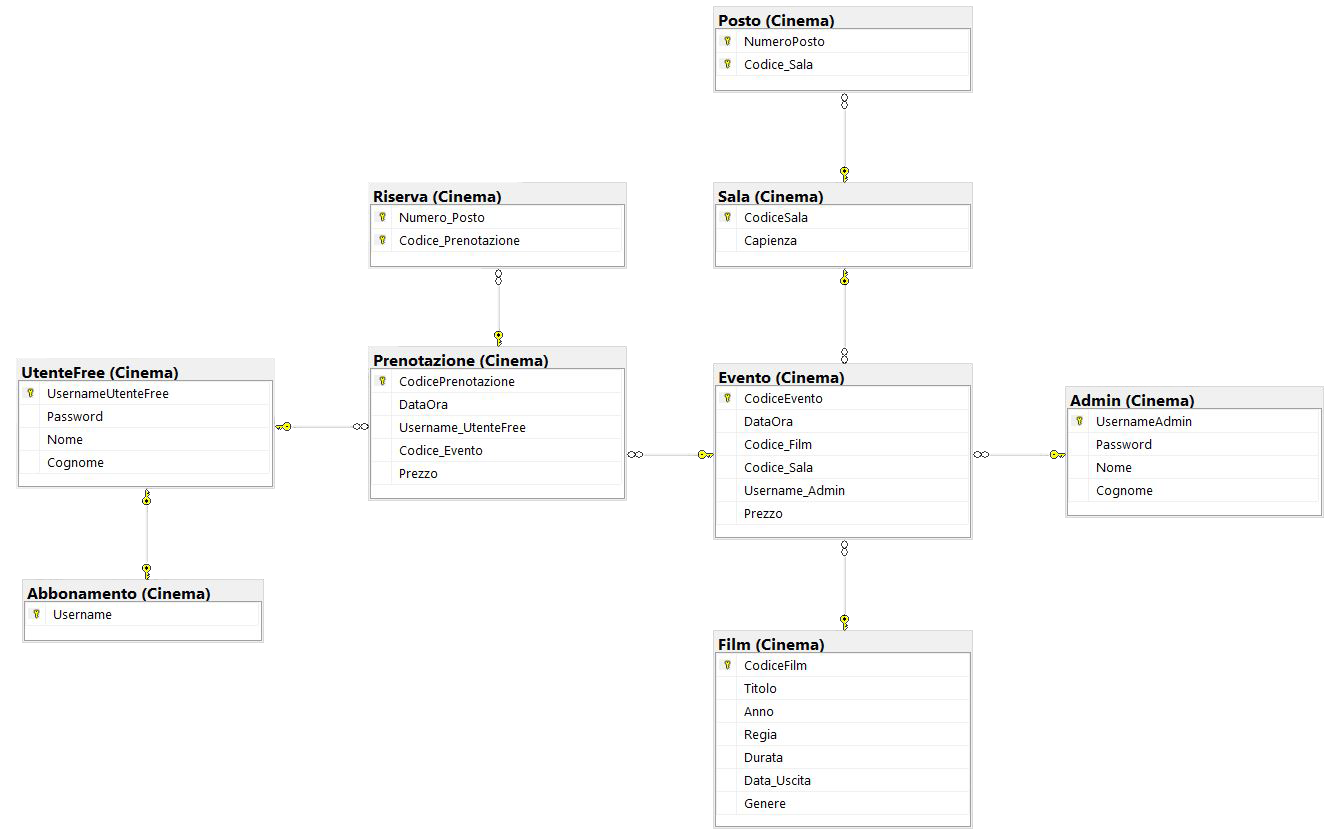 Posto (Cinema)
NumeroPosto
Codice_Sala
Riserva (Cinema)
Numero_Posto
Codice_Prenotazione
Sala (Cinema)
CodiceSala
Capienza
UtenteFree (Cinema)
UsernameUtenteFree
Password
Nome
Cognome
Prenotazione (Cinema)
CodicePrenotazione
DataOra
Username_UtenteFree
Codice_Evento
Prezzo
Evento (Cinema)
CodiceEvento
DataOra
Codice_Film
Codice_Sala
Username_Admin
Prezzo
Admin (Cinema)
UsernameAdmin
Password
Nome
Cognome
Abbonamento (Cinema)
Username
Film (Cinema)
CodiceFilm
Titolo
Anno
Regia
Durata
Data_Uscita
Genere